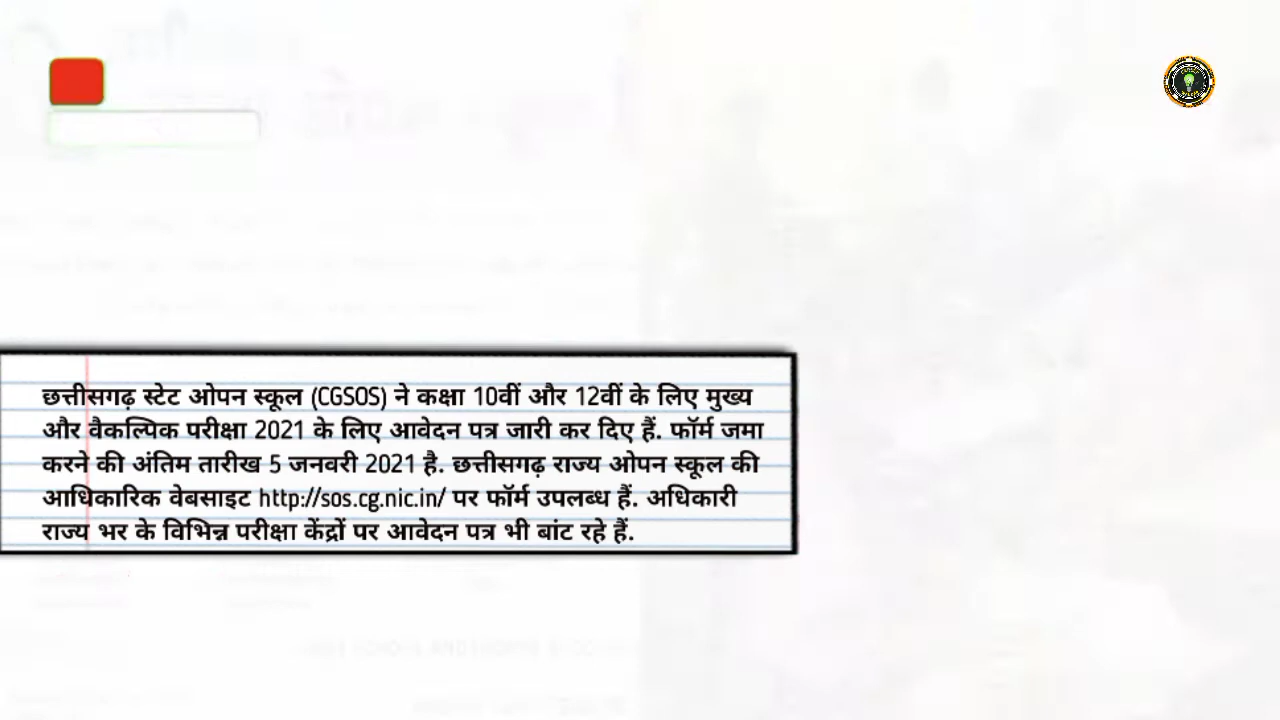 छत्तीसगढ़ स्टेट ओपन स्कूल (CGSOS) ने कक्षा 10वीं और 12वीं के लिए मुख्य
और वैकल्पिक परीक्षा 2021 के लिए आवेदन पत्र जारी कर दिए हैं. फॉर्म जमा
करने की अंतिम तारीख 5 जनवरी 2021 है. छत्तीसगढ़ राज्य ओपन स्कूल की
आधिकारिक वेबसाइट http://sos.cg.nic.in/ पर फॉर्म उपलब्ध हैं. अधिकारी
राज्य भर के विभिन्न परीक्षा केंद्रों पर आवेदन पत्र भी बांट रहे हैं.